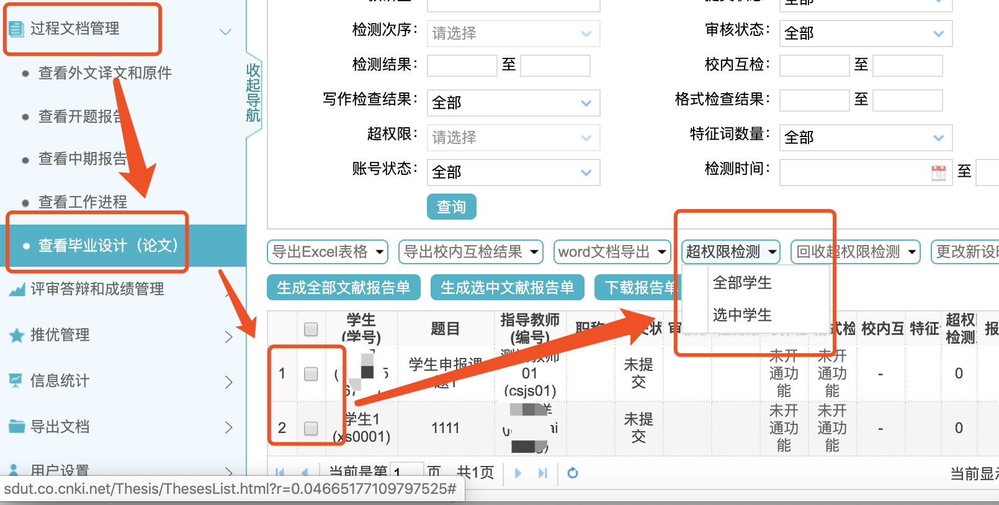 过程文档管理
查看外文译文和原件
查看开题报告
查看中期报告
查看工作进程
查看毕业设计（论文）
评审答辩和成绩管理
推优管理
信息统计
导出文档
用户设置
收起导航
全部
检测次序： 请选择 审核状态： 全部
检测结果： 至 校内互检： 至
写作检查结果： 全部 格式检查结果： 至
超权限： 请选择 特征词数量： 全部
账号状态： 全部 检测时间： 至
查询
导出Excel表格 导出校内互检结果 word文档导出 超权限检测 回收超权限检测 更改新设
全部学生
选中学生
生成全部文献报告单 生成选中文献报告单 下载报告单
学生(学号) 题目 指导教师(编号) 职称 校内互 特征 超权检测 报
1 学生申报课 01 (csjs01) 未提交 未开通功能 未开通功能 - 0
2 学生1 (xs0001) 1111 未提交 未开通功能 未开通功能 - 0
当前是第 1 页 共1页 当前显示
sdut.co.cnki.net/Thesis/ThesesList.html?r=0.04665177109797525#